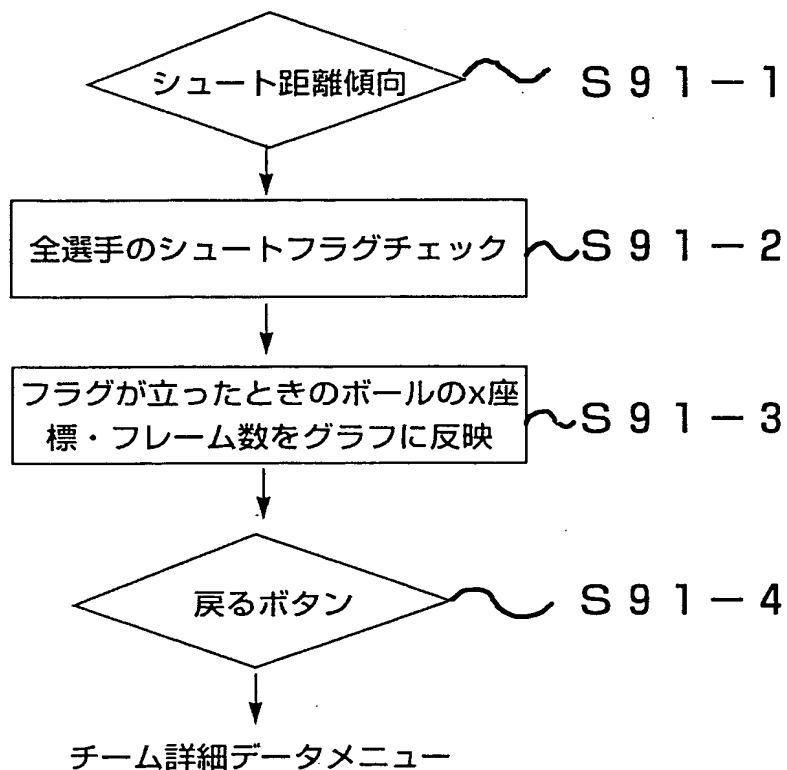 シュート距離傾向
S91－1
全選手のシュートフラグチェック
S91－2
フラグが立ったときのボールのx座
標・フレーム数をグラフに反映
S91－3
戻るボタン
S91－4
チーム詳細データメニュー